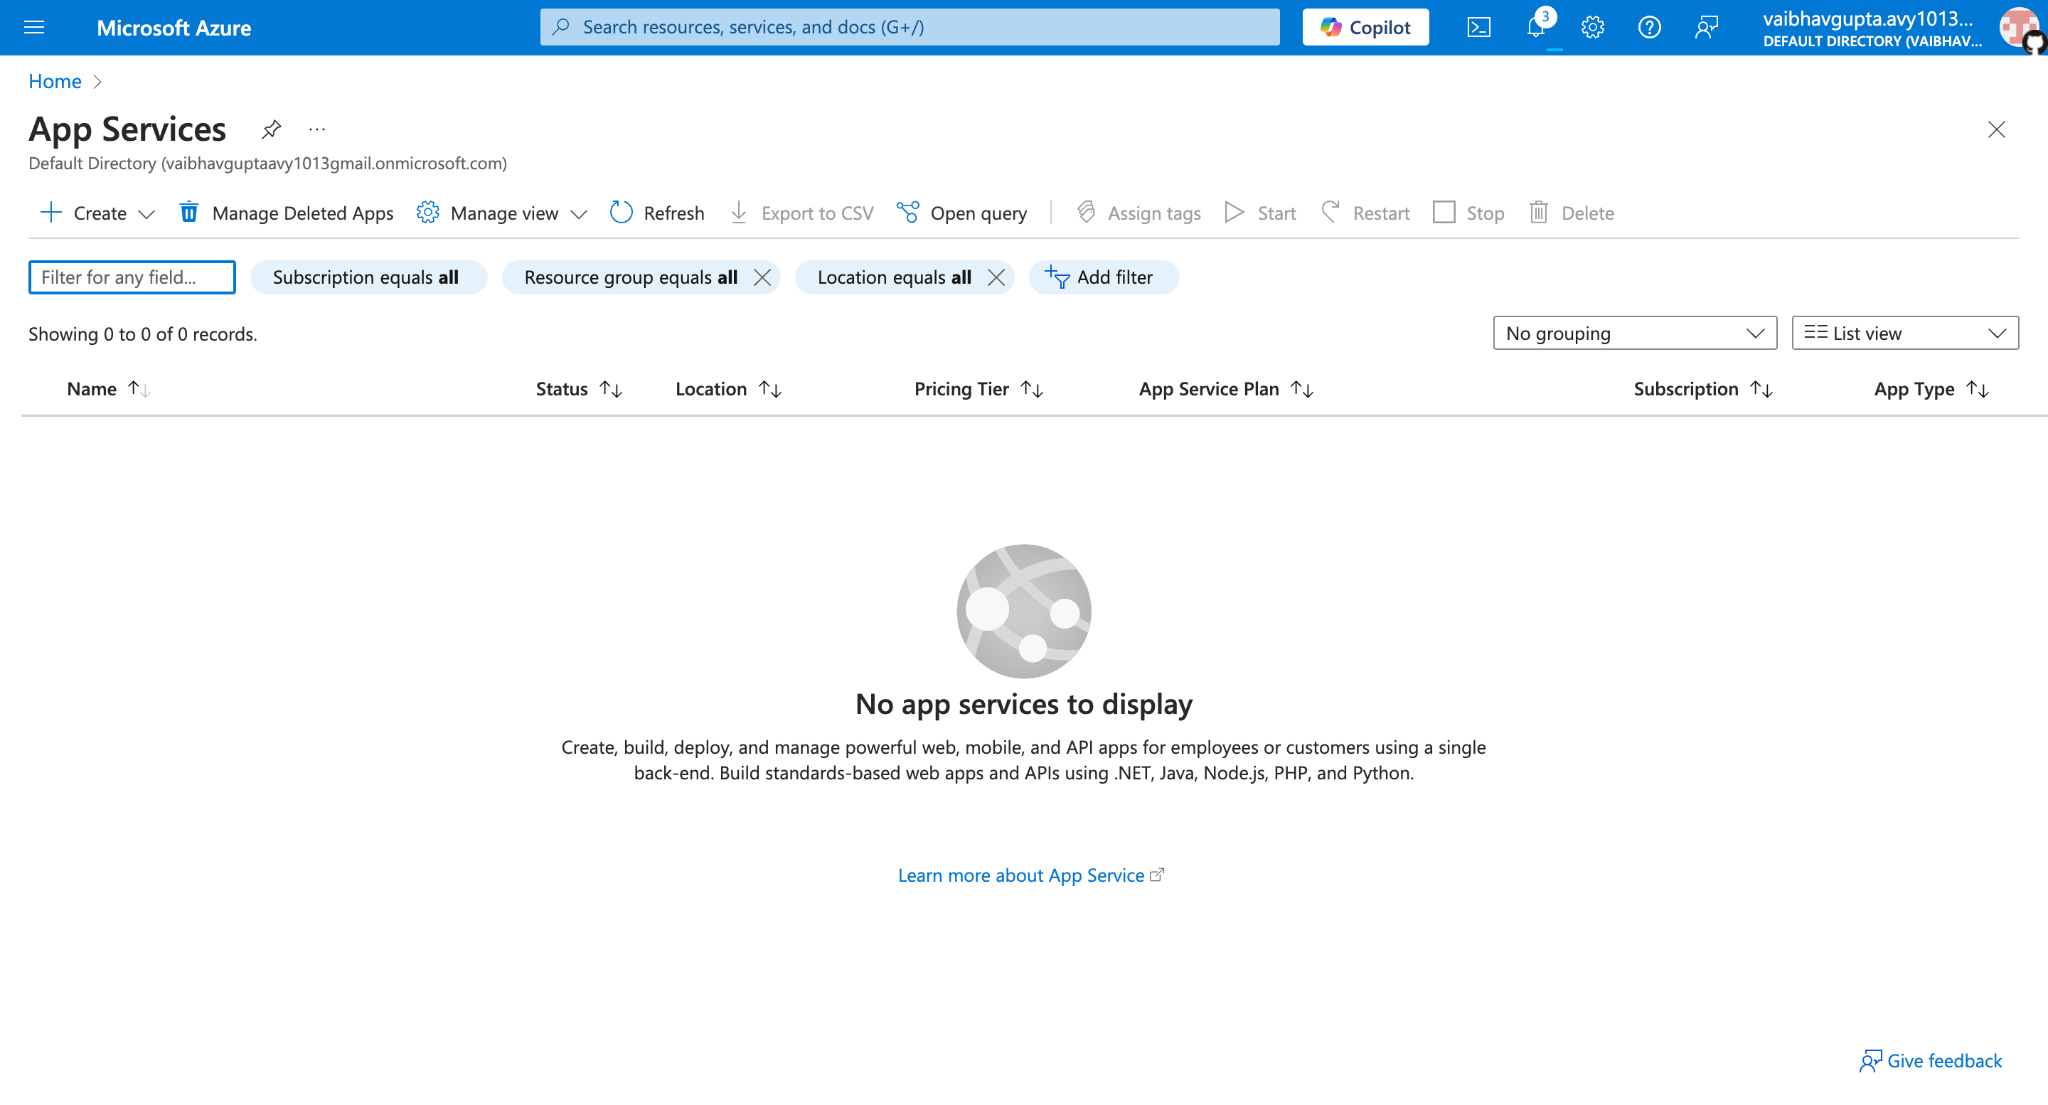 Microsoft Azure
Search resources, services, and docs (G+/)
Copilot
3
vaibhavgupta.avy1013...
DEFAULT DIRECTORY (VAIBHAV...
Home
App Services
Default Directory (vaibhavguptaavy1013gmail.onmicrosoft.com)
Create Manage Deleted Apps Manage view Refresh Export to CSV Open query Assign tags Start Restart Stop Delete
Filter for any field... Subscription equals all Resource group equals all Location equals all Add filter
Showing 0 to 0 of 0 records. No grouping List view
Name Status Location Pricing Tier App Service Plan Subscription App Type
No app services to display
Create, build, deploy, and manage powerful web, mobile, and API apps for employees or customers using a single
back-end. Build standards-based web apps and APIs using .NET, Java, Node.js, PHP, and Python.
Learn more about App Service
Give feedback